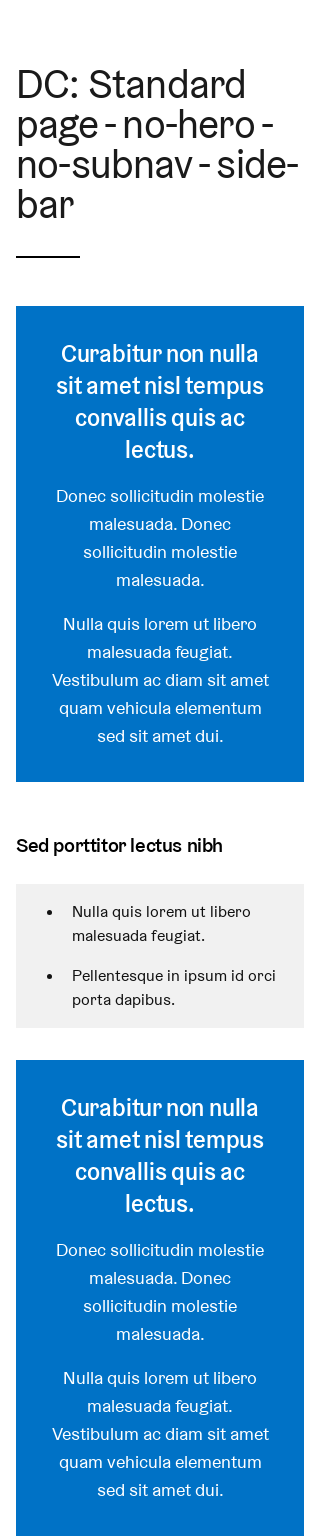 DC: Standard
page - no-hero -
no-subnav - side-
bar
Curabitur non nulla
sit amet nisl tempus
convallis quis ac
lectus.
Donec sollicitudin molestie
malesuada. Donec
sollicitudin molestie
malesuada.
Nulla quis lorem ut libero
malesuada feugiat.
Vestibulum ac diam sit amet
quam vehicula elementum
sed sit amet dui.
Sed porttitor lectus nibh
• Nulla quis lorem ut libero
malesuada feugiat.
• Pellentesque in ipsum id orci
porta dapibus.
Curabitur non nulla
sit amet nisl tempus
convallis quis ac
lectus.
Donec sollicitudin molestie
malesuada. Donec
sollicitudin molestie
malesuada.
Nulla quis lorem ut libero
malesuada feugiat.
Vestibulum ac diam sit amet
quam vehicula elementum
sed sit amet dui.